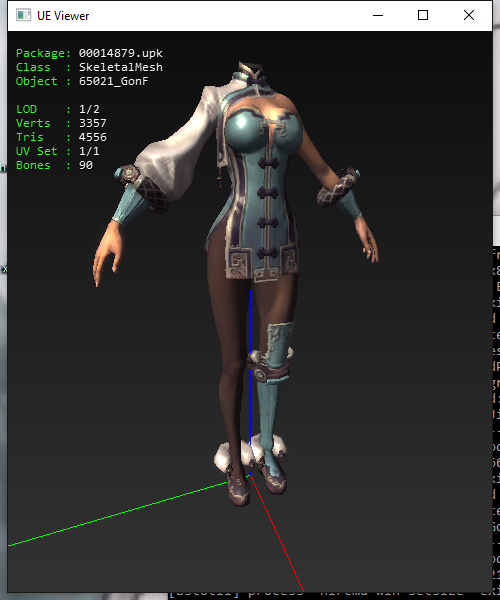 UE Viewer
Package: 00014879.upk
Class : SkeletalMesh
Object : 65021_GonF
LOD : 1/2
Verts : 3357
Tris : 4556
UV Set : 1/1
Bones : 90